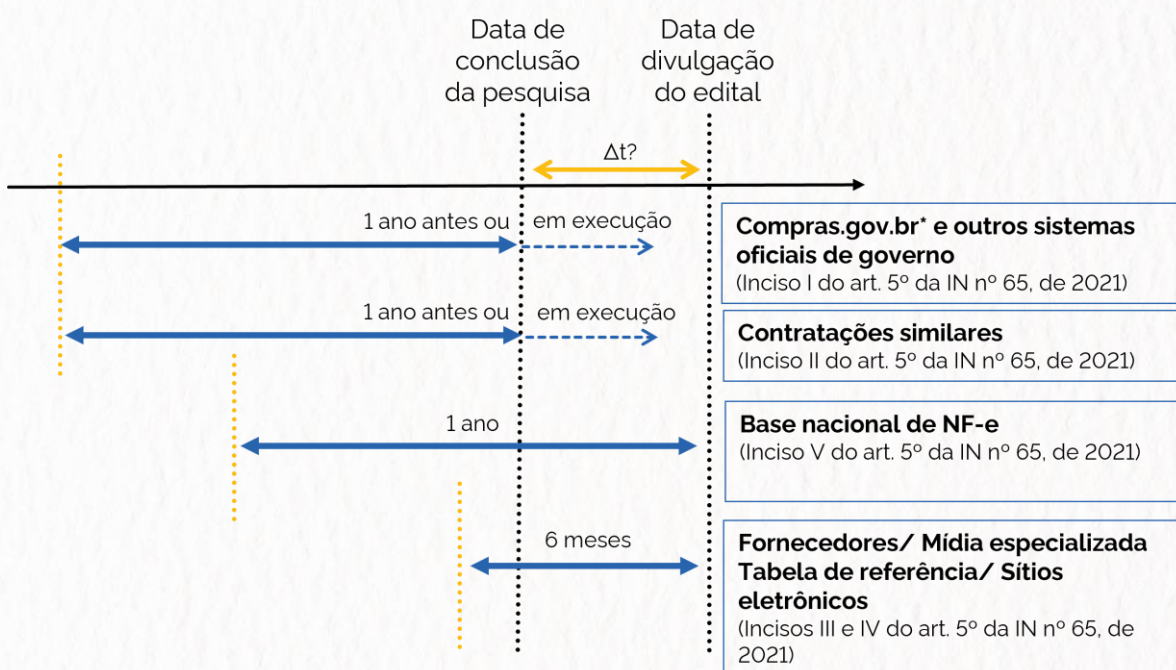 Data de
conclusão
da pesquisa
Data de
divulgação
do edital
Δt?
1 ano antes ou
em execução
Compras.gov.br* e outros sistemas
oficiais de governo
(Inciso I do art. 5º da IN nº 65, de 2021)
1 ano antes ou
em execução
Contratações similares
(Inciso II do art. 5º da IN nº 65, de 2021)
1 ano
Base nacional de NF-e
(Inciso V do art. 5º da IN nº 65, de 2021)
6 meses
Fornecedores/ Mídia especializada
Tabela de referência/ Sítios
eletrônicos
(Incisos III e IV do art. 5º da IN nº 65, de
2021)